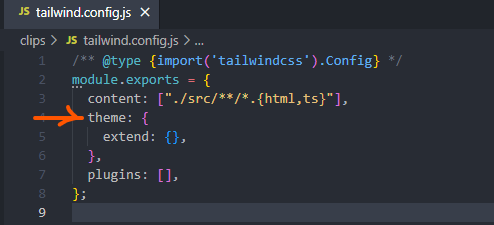 JS tailwind.config.js ×
clips > JS tailwind.config.js > ...
1 /** @type {import('tailwindcss').Config} */
2 module.exports = {
3 content: ["./src/**/*.{html,ts}"],
theme: {
5 extend: {},
6 },
7 plugins: [],
8 };
9